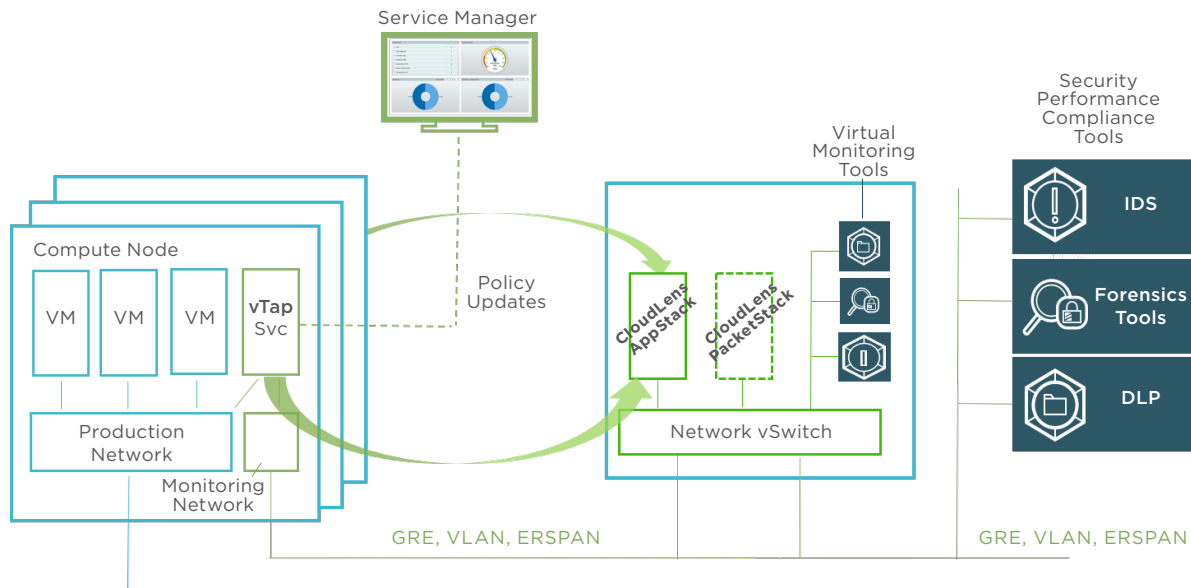 Service Manager
Security
Performance
Compliance
Tools
Virtual
Monitoring
Tools
Compute Node
VM
VM
VM
vTap
Svc
Policy
Updates
CloudLens
AppStack
CloudLens
PacketStack
IDS
Forensics
Tools
DLP
Production
Network
Network vSwitch
Monitoring
Network
GRE, VLAN, ERSPAN
GRE, VLAN, ERSPAN